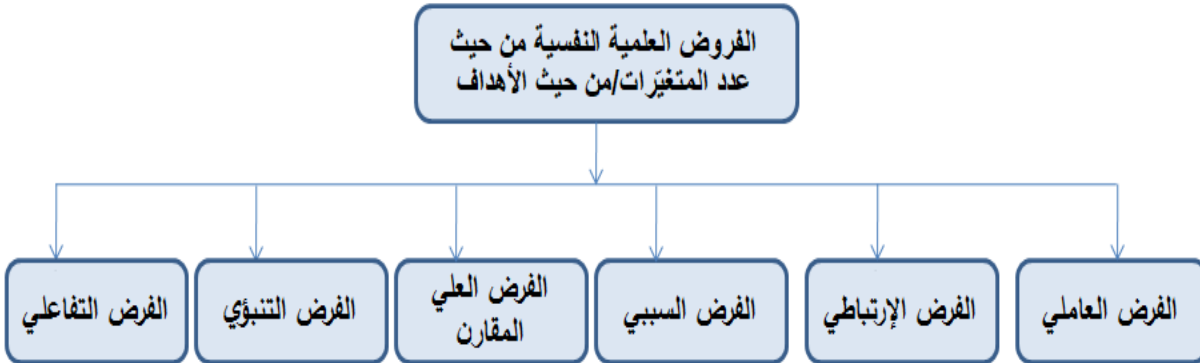 الفروض العلمية النفسية من حيث
عدد المتغيّرات/من حيث الأهداف
الفرض العاملي
الفرض الإرتباطي
الفرض السببي
الفرض العلي
المقارن
الفرض التنبؤي
الفرض التفاعلي